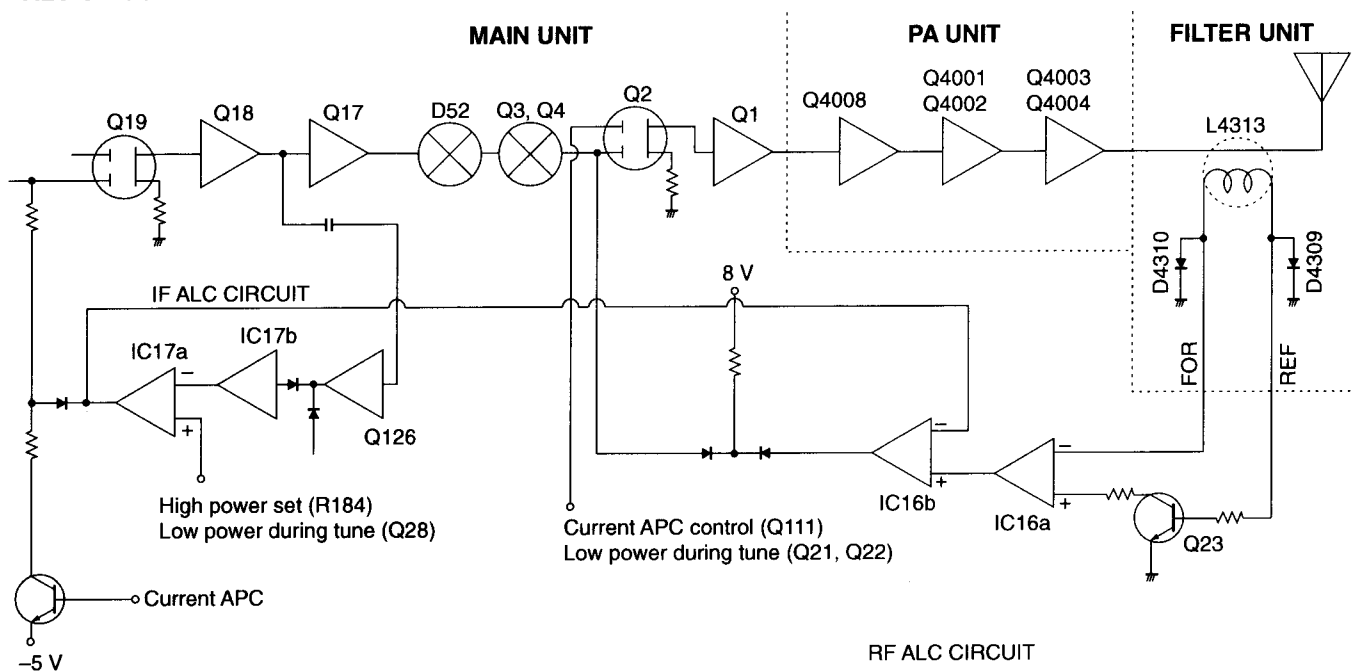 MAIN UNIT
PA UNIT
FILTER UNIT
Q19
Q18
Q17
D52
Q3, Q4
Q2
Q1
Q4008
Q4001
Q4002
Q4003
Q4004
L4313
D4310
D4309
8 V
IF ALC CIRCUIT
IC17a
IC17b
FOR
REF
–
+
Q126
–
+
IC16b
–
+
IC16a
Q23
High power set (R184)
Low power during tune (Q28)
Current APC control (Q111)
Low power during tune (Q21, Q22)
Current APC
–5 V
RF ALC CIRCUIT